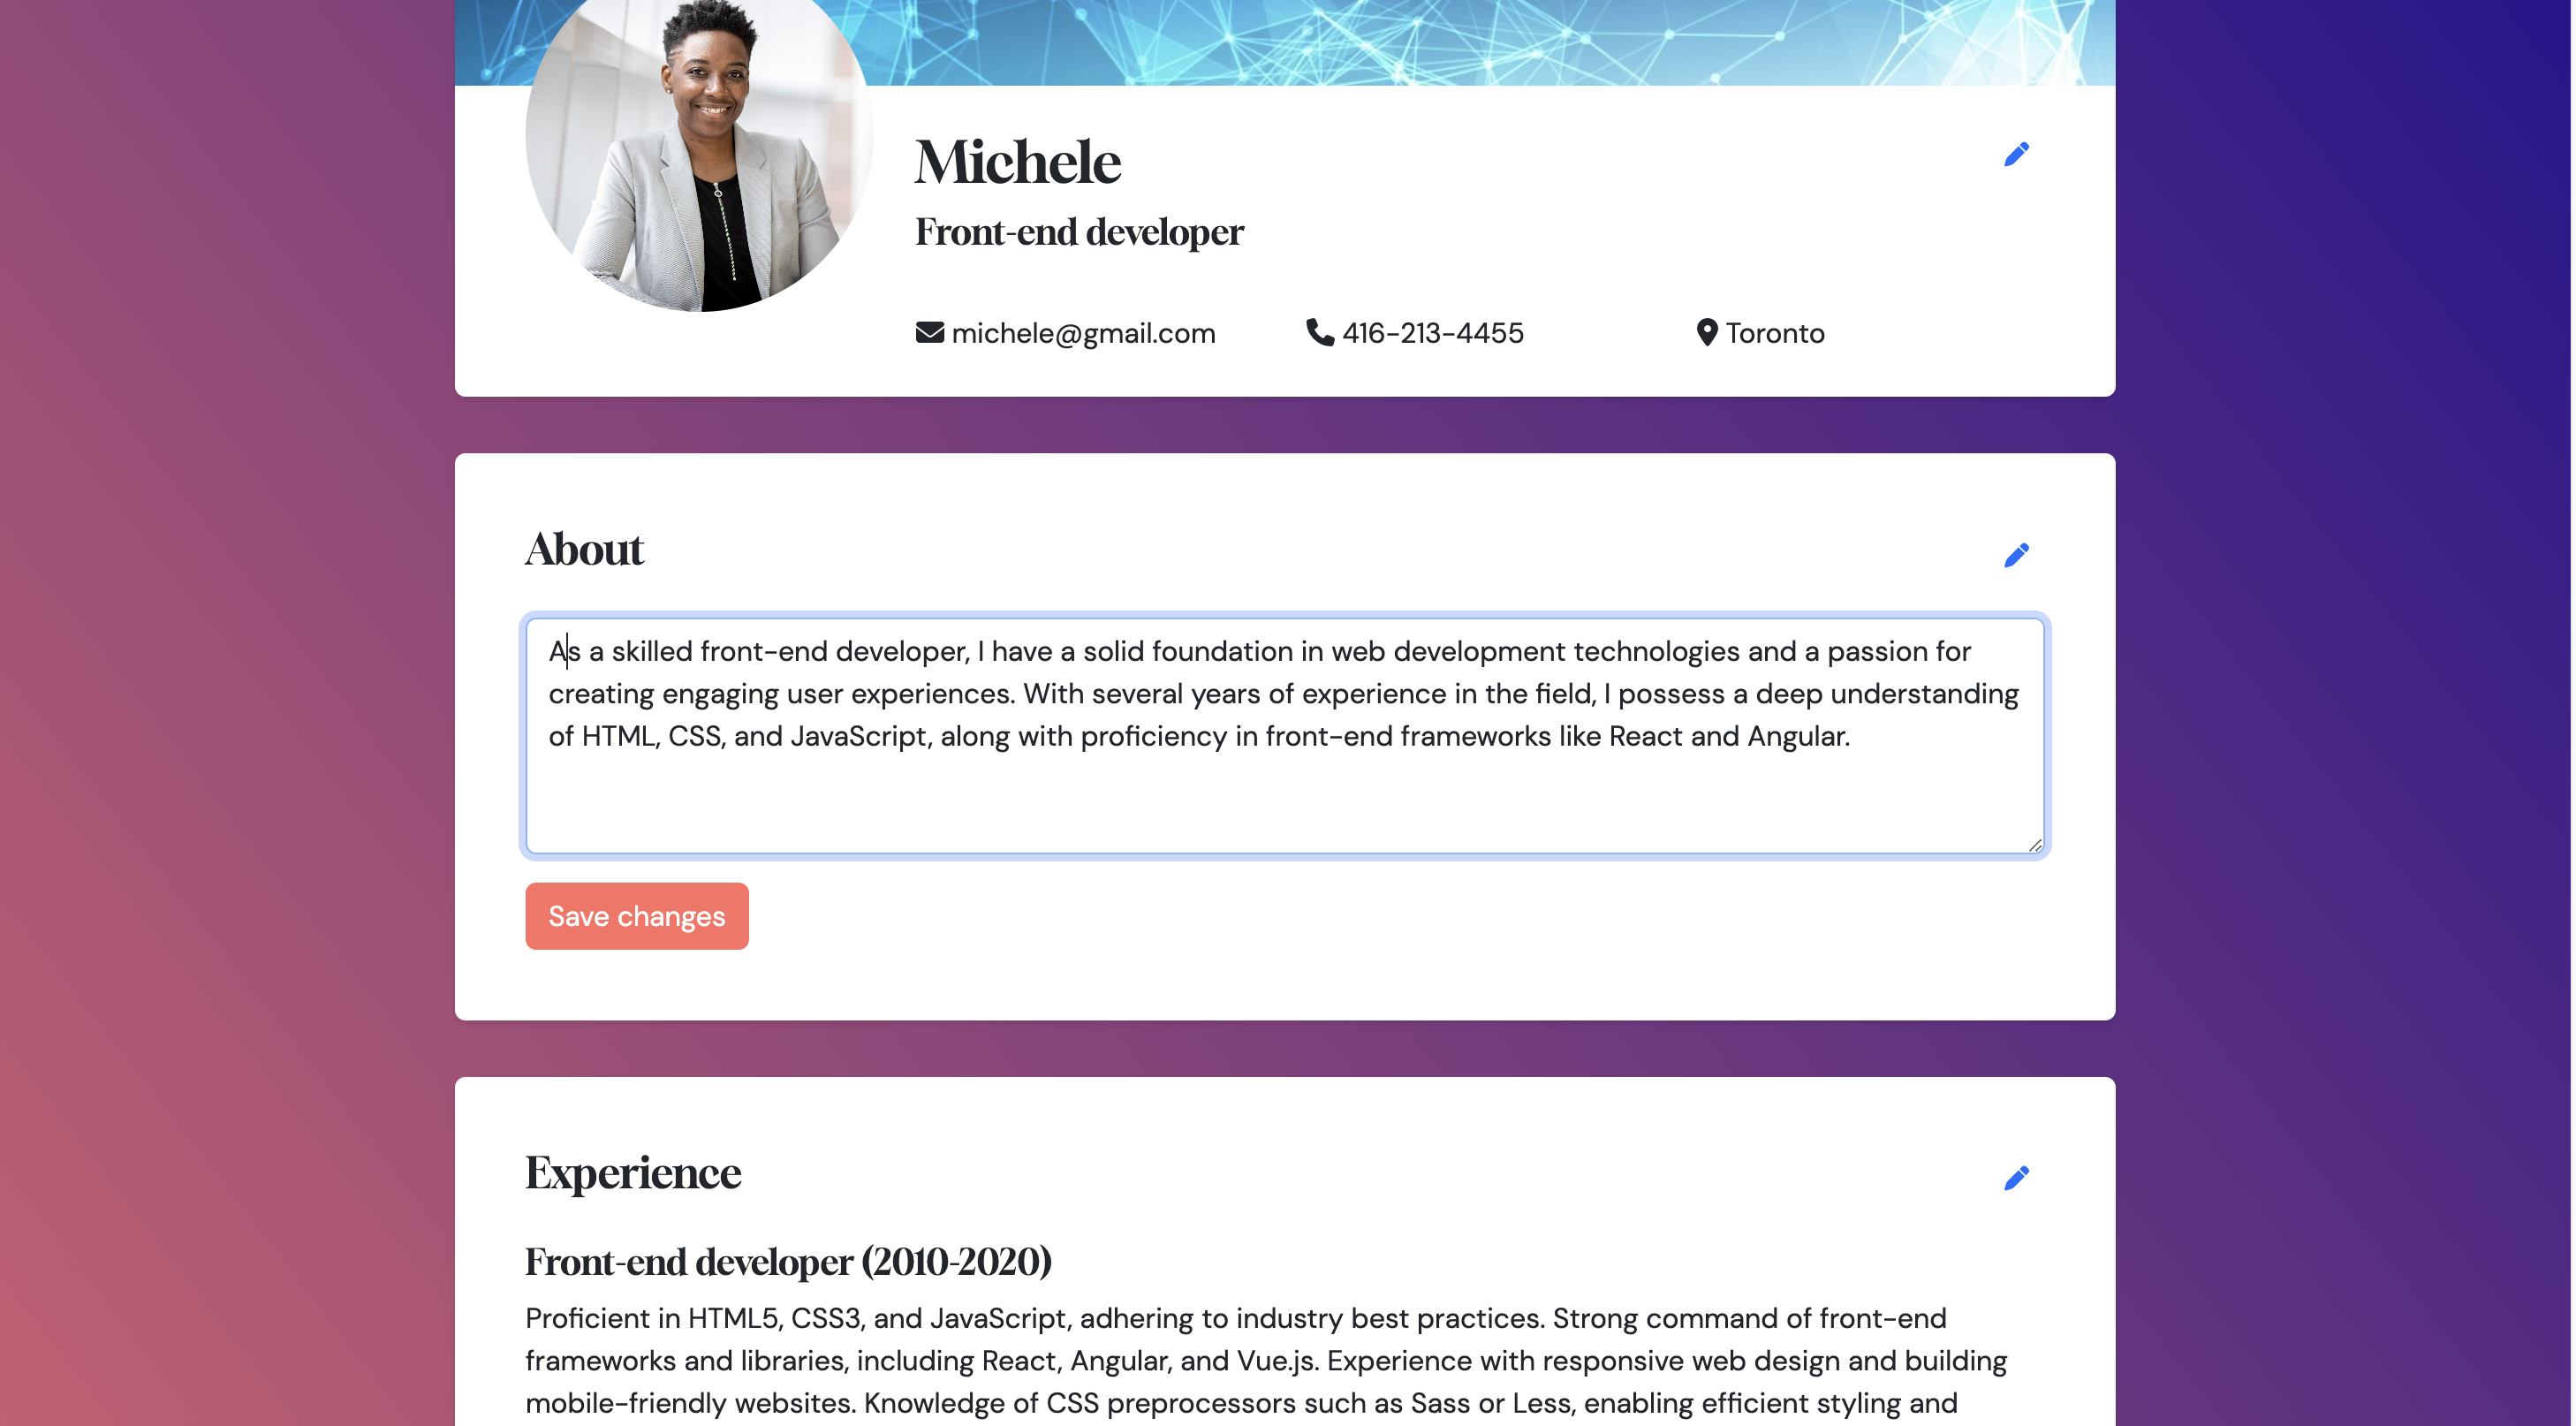 Michele
Front-end developer
michele@gmail.com 416-213-4455 Toronto
About
As a skilled front-end developer, I have a solid foundation in web development technologies and a passion for
creating engaging user experiences. With several years of experience in the field, I possess a deep understanding
of HTML, CSS, and JavaScript, along with proficiency in front-end frameworks like React and Angular.
Save changes
Experience
Front-end developer (2010-2020)
Proficient in HTML5, CSS3, and JavaScript, adhering to industry best practices. Strong command of front-end
frameworks and libraries, including React, Angular, and Vue.js. Experience with responsive web design and building
mobile-friendly websites. Knowledge of CSS preprocessors such as Sass or Less, enabling efficient styling and